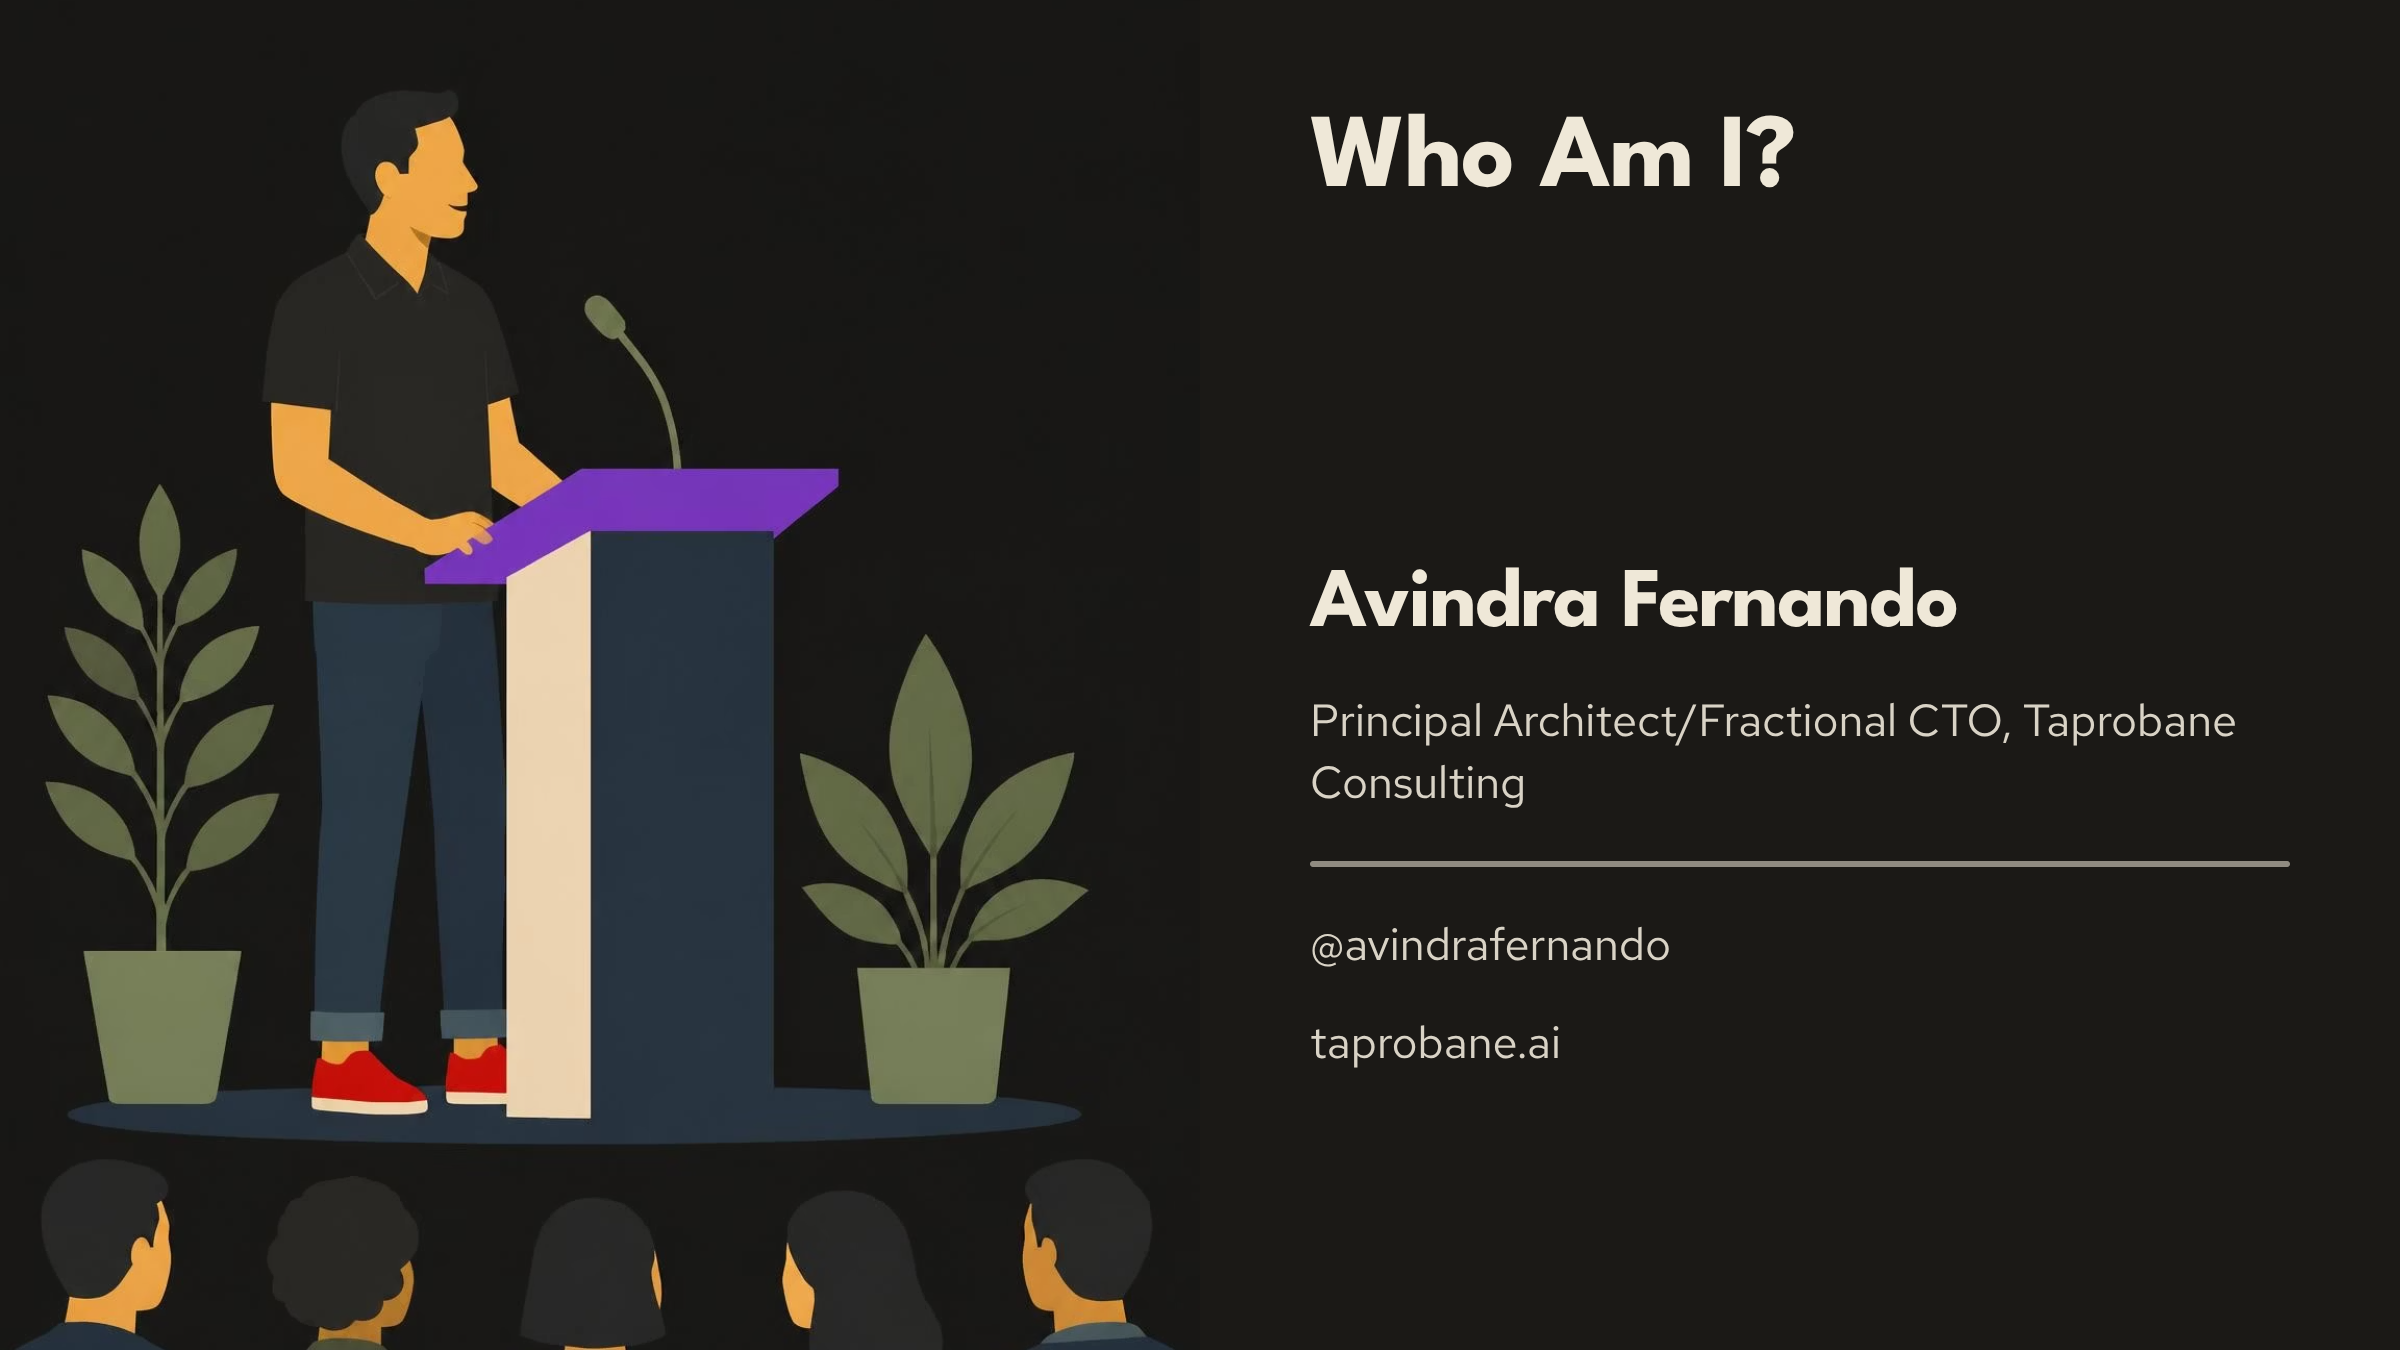 Who Am I?
Avindra Fernando
Principal Architect/Fractional CTO, Taprobane
Consulting
@avindrafernando
taprobane.ai